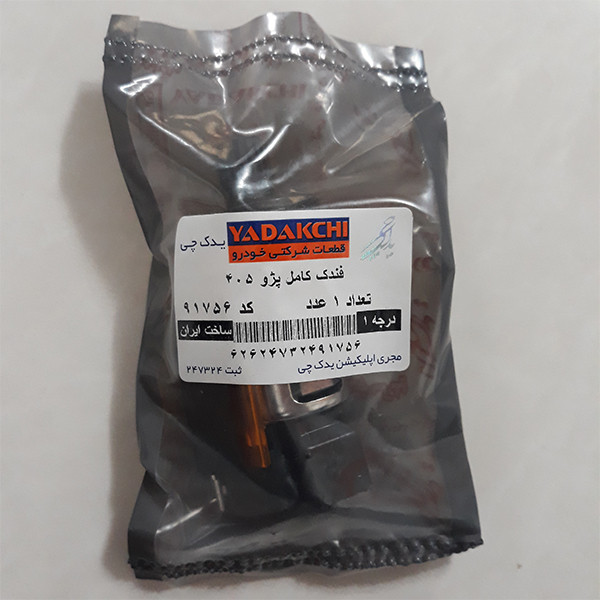 YADAKCHI
یدک چی
قطعات شرکتی خودرو
فندک کامل پژو ۴۰۵
تعداد ۱ عدد کد ۹۱۷۵۶
درجه ۱ ساخت ایران
۶۲۶۲۴۷۳۲۴۹۱۷۵۶
مجری اپلیکیشن یدک چی ثبت ۲۴۷۳۲۴